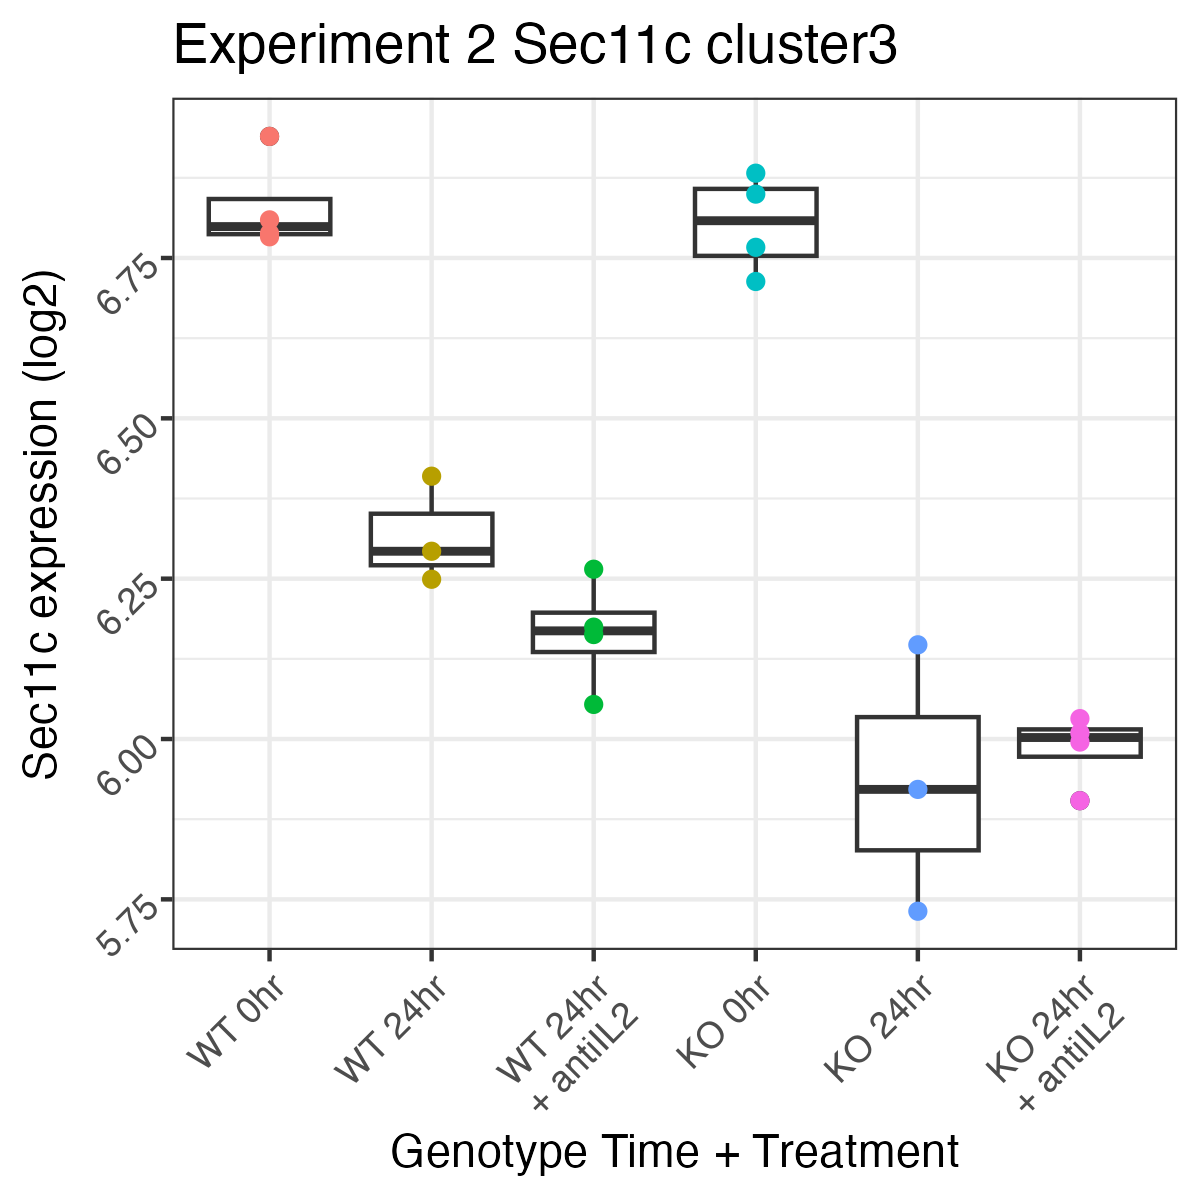 Experiment 2 Sec11c cluster3
Sec11c expression (log2)
6.75
6.50
6.25
6.00
5.75
WT 0hr
WT 24hr
WT 24hr
+ antiIL2
KO 0hr
KO 24hr
KO 24hr
+ antiIL2
Genotype Time + Treatment